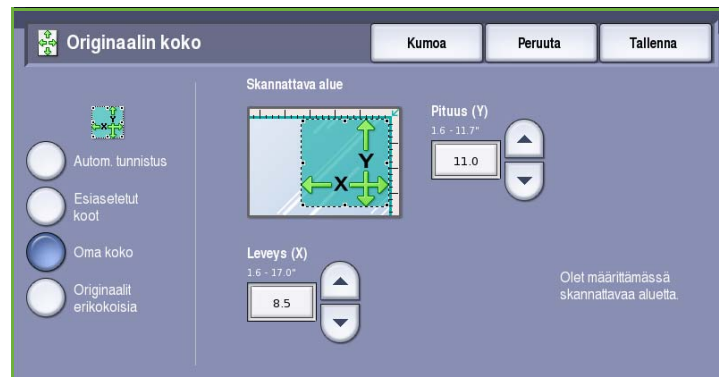 Originaalin koko
Kumoa
Peruuta
Tallenna
Autom. tunnistus
Esiasetetut
koot
Oma koko
Originaalit
erikokoisia
Skannattava alue
Y
X
Pituus (Y)
1.6 - 11.7"
11.0
Leveys (X)
1.6 - 17.0"
8.5
Olet määrittämässä
skannattavaa aluetta.